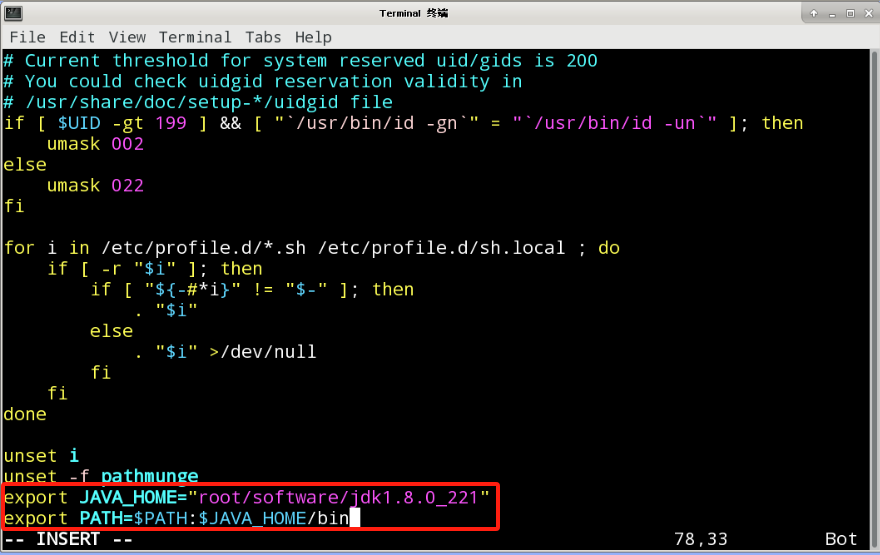 Terminal 终端
File Edit View Terminal Tabs Help
# Current threshold for system reserved uid/gids is 200
# You could check uidgid reservation validity in
# /usr/share/doc/setup-*/uidgid file
if [ $UID -gt 199 ] && [ "`/usr/bin/id -gn`" = "`/usr/bin/id -un`" ]; then
    umask 002
else
    umask 022
fi

for i in /etc/profile.d/*.sh /etc/profile.d/sh.local ; do
    if [ -r "$i" ]; then
        if [ "${-#*i}" != "$-" ]; then
            . "$i"
        else
            . "$i" >/dev/null
        fi
    fi
done

unset i
unset -f pathmunge
export JAVA_HOME="root/software/jdk1.8.0_221"
export PATH=$PATH:$JAVA_HOME/bin
-- INSERT -- 78,33 Bot